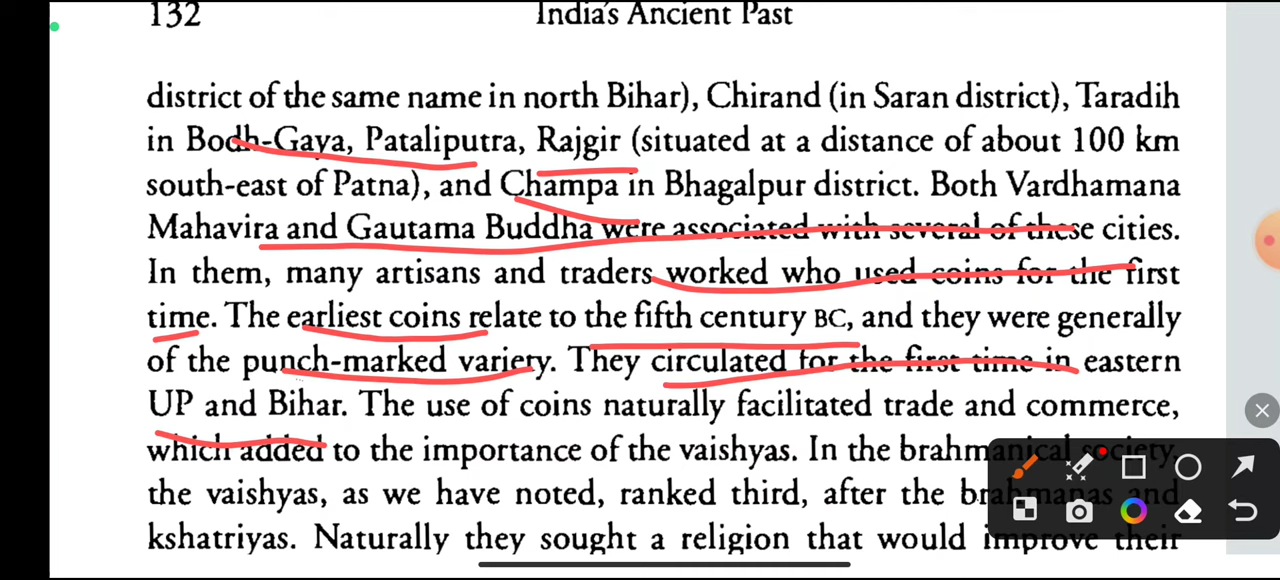 132 India's Ancient Past
district of the same name in north Bihar), Chirand (in Saran district), Taradih
in Bodh-Gaya, Pataliputra, Rajgir (situated at a distance of about 100 km
south-east of Patna), and Champa in Bhagalpur district. Both Vardhamana
Mahavira and Gautama Buddha were associated with several of these cities.
In them, many artisans and traders worked who used coins for the first
time. The earliest coins relate to the fifth century BC, and they were generally
of the punch-marked variety. They circulated for the first time in eastern
UP and Bihar. The use of coins naturally facilitated trade and commerce,
which added to the importance of the vaishyas. In the brahmanical society,
the vaishyas, as we have noted, ranked third, after the brahmanas and
kshatriyas. Naturally they sought a religion that would improve their